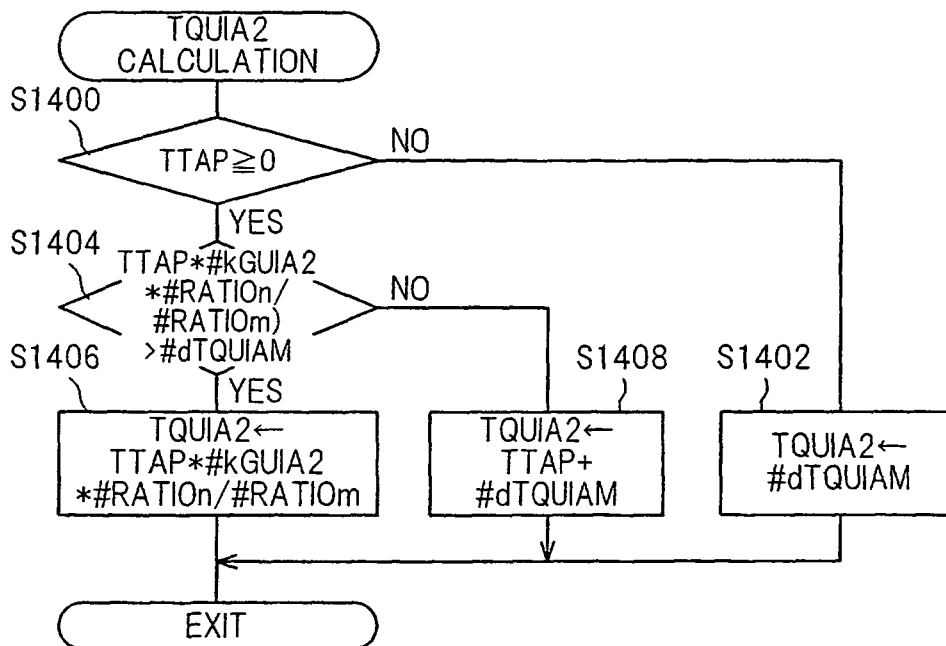 TQUIA2
CALCULATION
S1400
TTAP≧0
NO
YES
S1404
TTAP*#kGUIA2
*#RATIOn/
#RATIOm)
>#dTQUIAM
NO
YES
S1406
TQUIA2←
TTAP*#kGUIA2
*#RATIOn/#RATIOm
S1408
TQUIA2←
TTAP+
#dTQUIAM
S1402
TQUIA2←
#dTQUIAM
EXIT